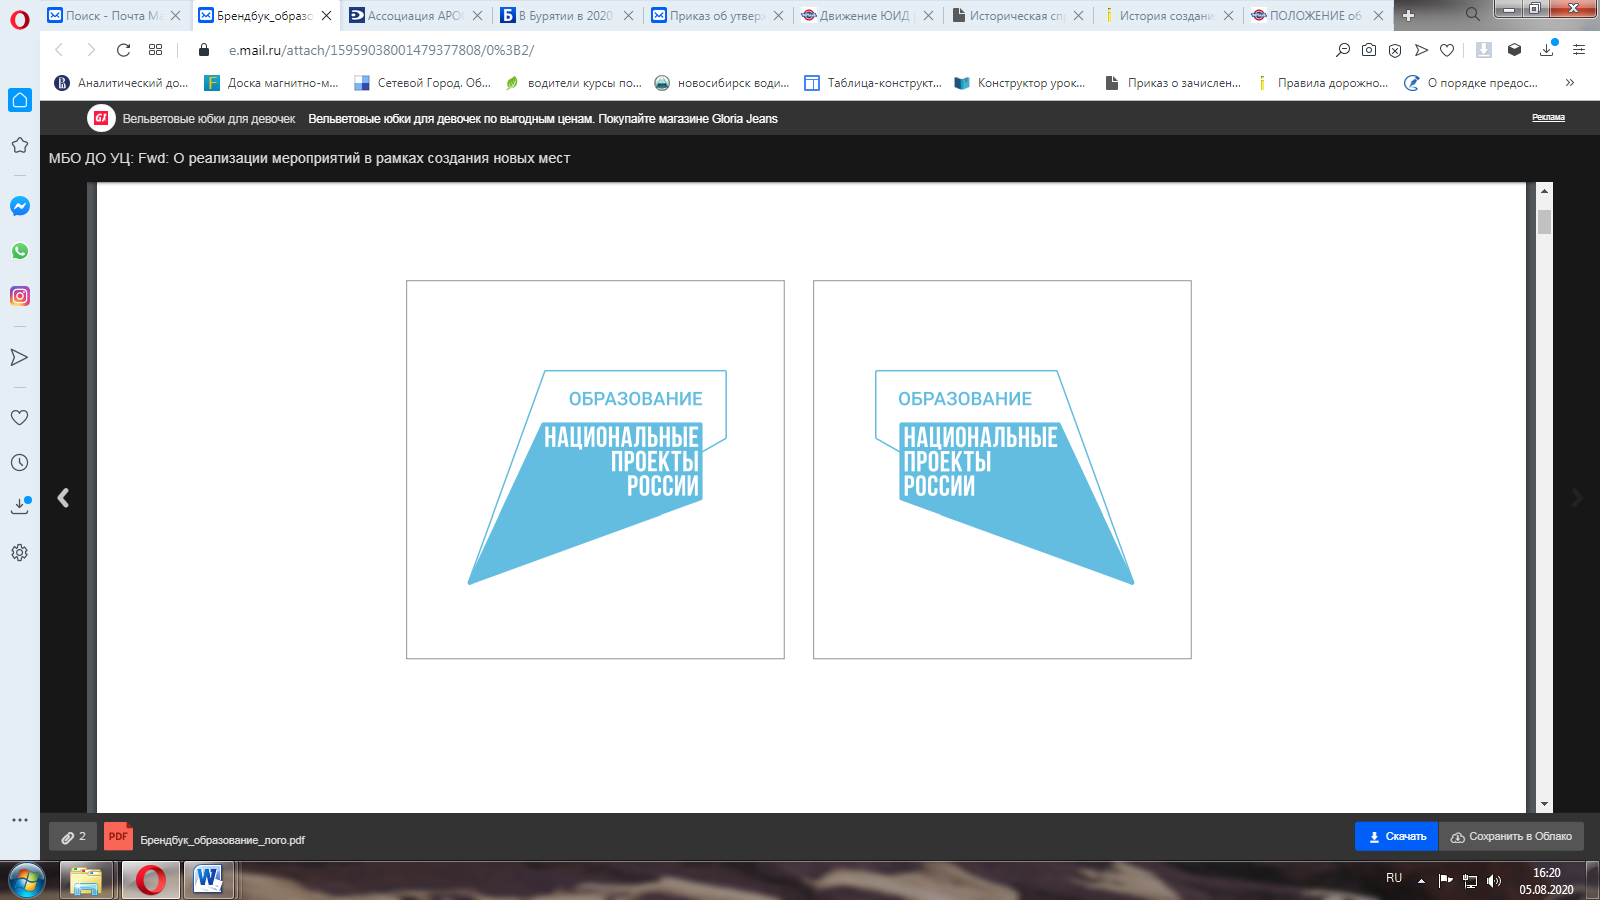 Поиск - Почта Ma
Брендбук_образо
Ассоциация АРО
В Бурятии в 2020
Приказ об утвер
Движение ЮИД
Историческая сп
История создани
ПОЛОЖЕНИЕ об
e.mail.ru/attach/15959038001479377808/0%3B2/
Аналитический до...
Доска магнитно-м...
Сетевой Город. Об...
водители курсы по...
новосибирск води...
Таблица-конструкт...
Конструктор урок...
Приказ о зачислен...
Правила дорожно...
О порядке предос...
»
GJ Вельветовые юбки для девочек Вельветовые юбки для девочек по выгодным ценам. Покупайте магазине Gloria Jeans
Реклама
МБО ДО УЦ: Fwd: О реализации мероприятий в рамках создания новых мест
ОБРАЗОВАНИЕ
НАЦИОНАЛЬНЫЕ
ПРОЕКТЫ
РОССИИ
ОБРАЗОВАНИЕ
НАЦИОНАЛЬНЫЕ
ПРОЕКТЫ
РОССИИ
2
PDF
Брендбук_образование_лого.pdf
Скачать
Сохранить в Облако
RU
16:20
05.08.2020